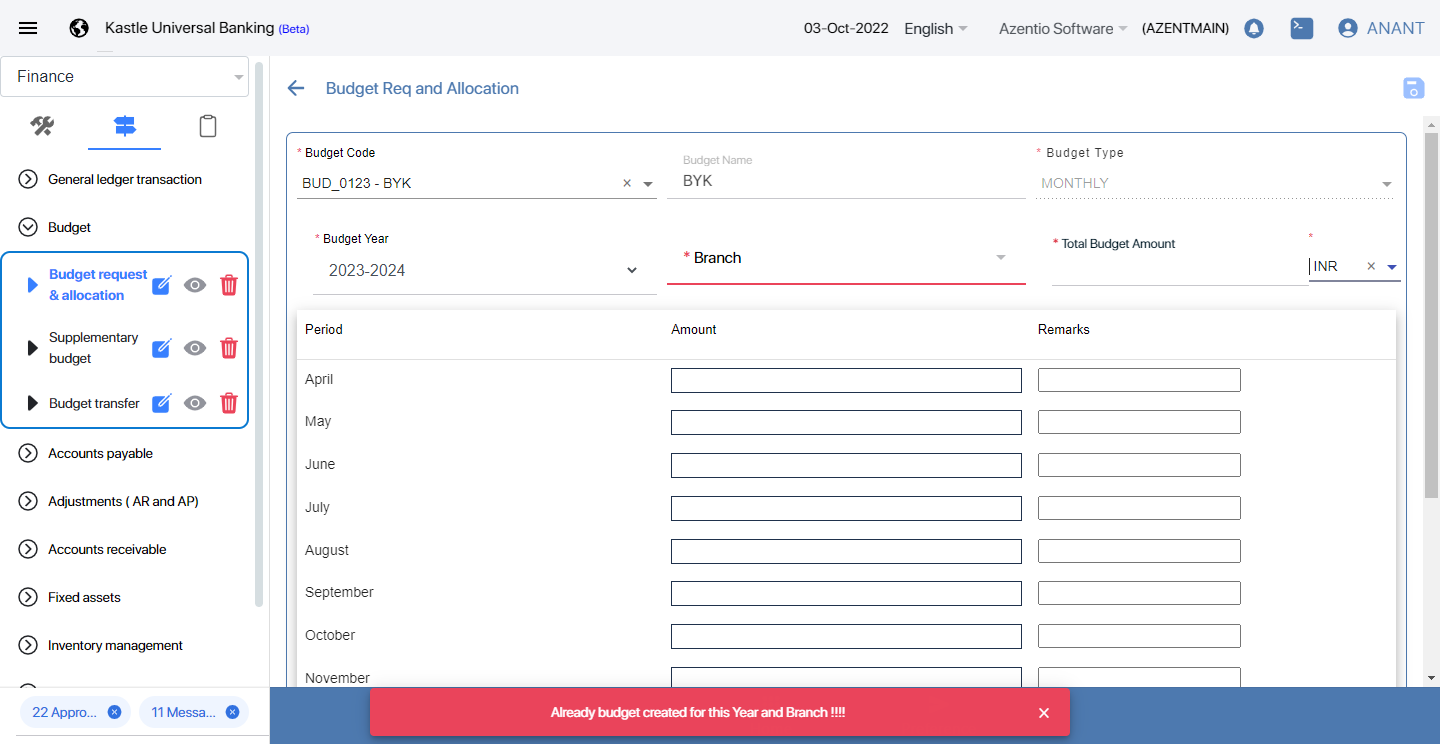 Kastle Universal Banking (Beta)
03-Oct-2022
English
Azentio Software
(AZENTMAIN)
ANANT
Finance
General ledger transaction
Budget
Budget request
& allocation
Supplementary
budget
Budget transfer
Accounts payable
Adjustments ( AR and AP)
Accounts receivable
Fixed assets
Inventory management
22 Appro...
11 Messa...
Budget Req and Allocation
* Budget Code
BUD_0123 - BYK
Budget Name
BYK
* Budget Type
MONTHLY
* Budget Year
2023-2024
* Branch
* Total Budget Amount
*
INR
Period Amount Remarks
April
May
June
July
August
September
October
November
Already budget created for this Year and Branch !!!!